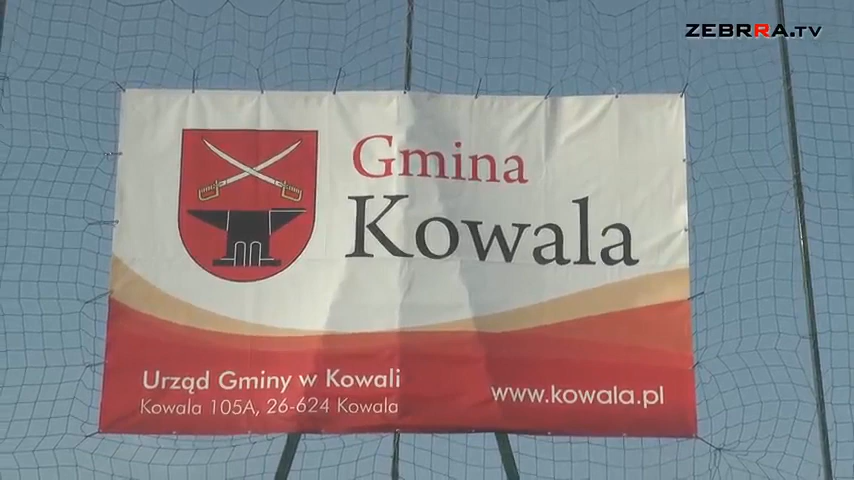 ZEBRRA.TV
Gmina
Kowala
Urząd Gminy w Kowali
Kowala 105A, 26-624 Kowala
www.kowala.pl